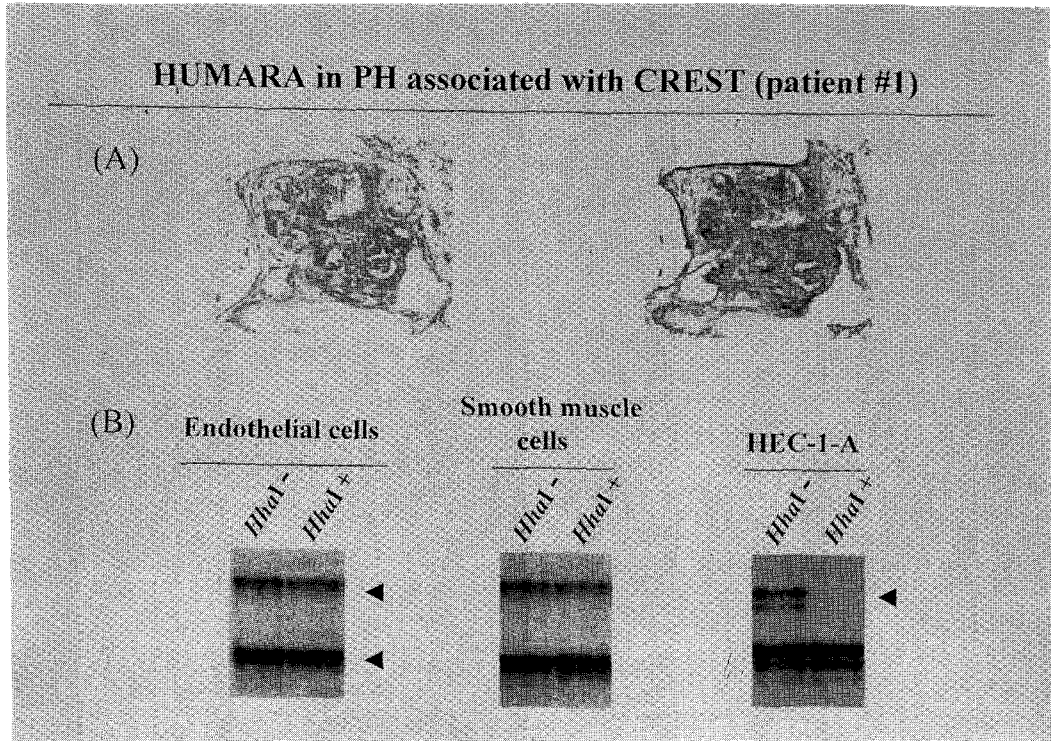 HUMARA in PH associated with CREST (patient #1)
(A)
(B)
Endothelial cells
Smooth muscle
cells
HEC-1-A
HhaI -
HhaI +
HhaI -
HhaI +
HhaI -
HhaI +